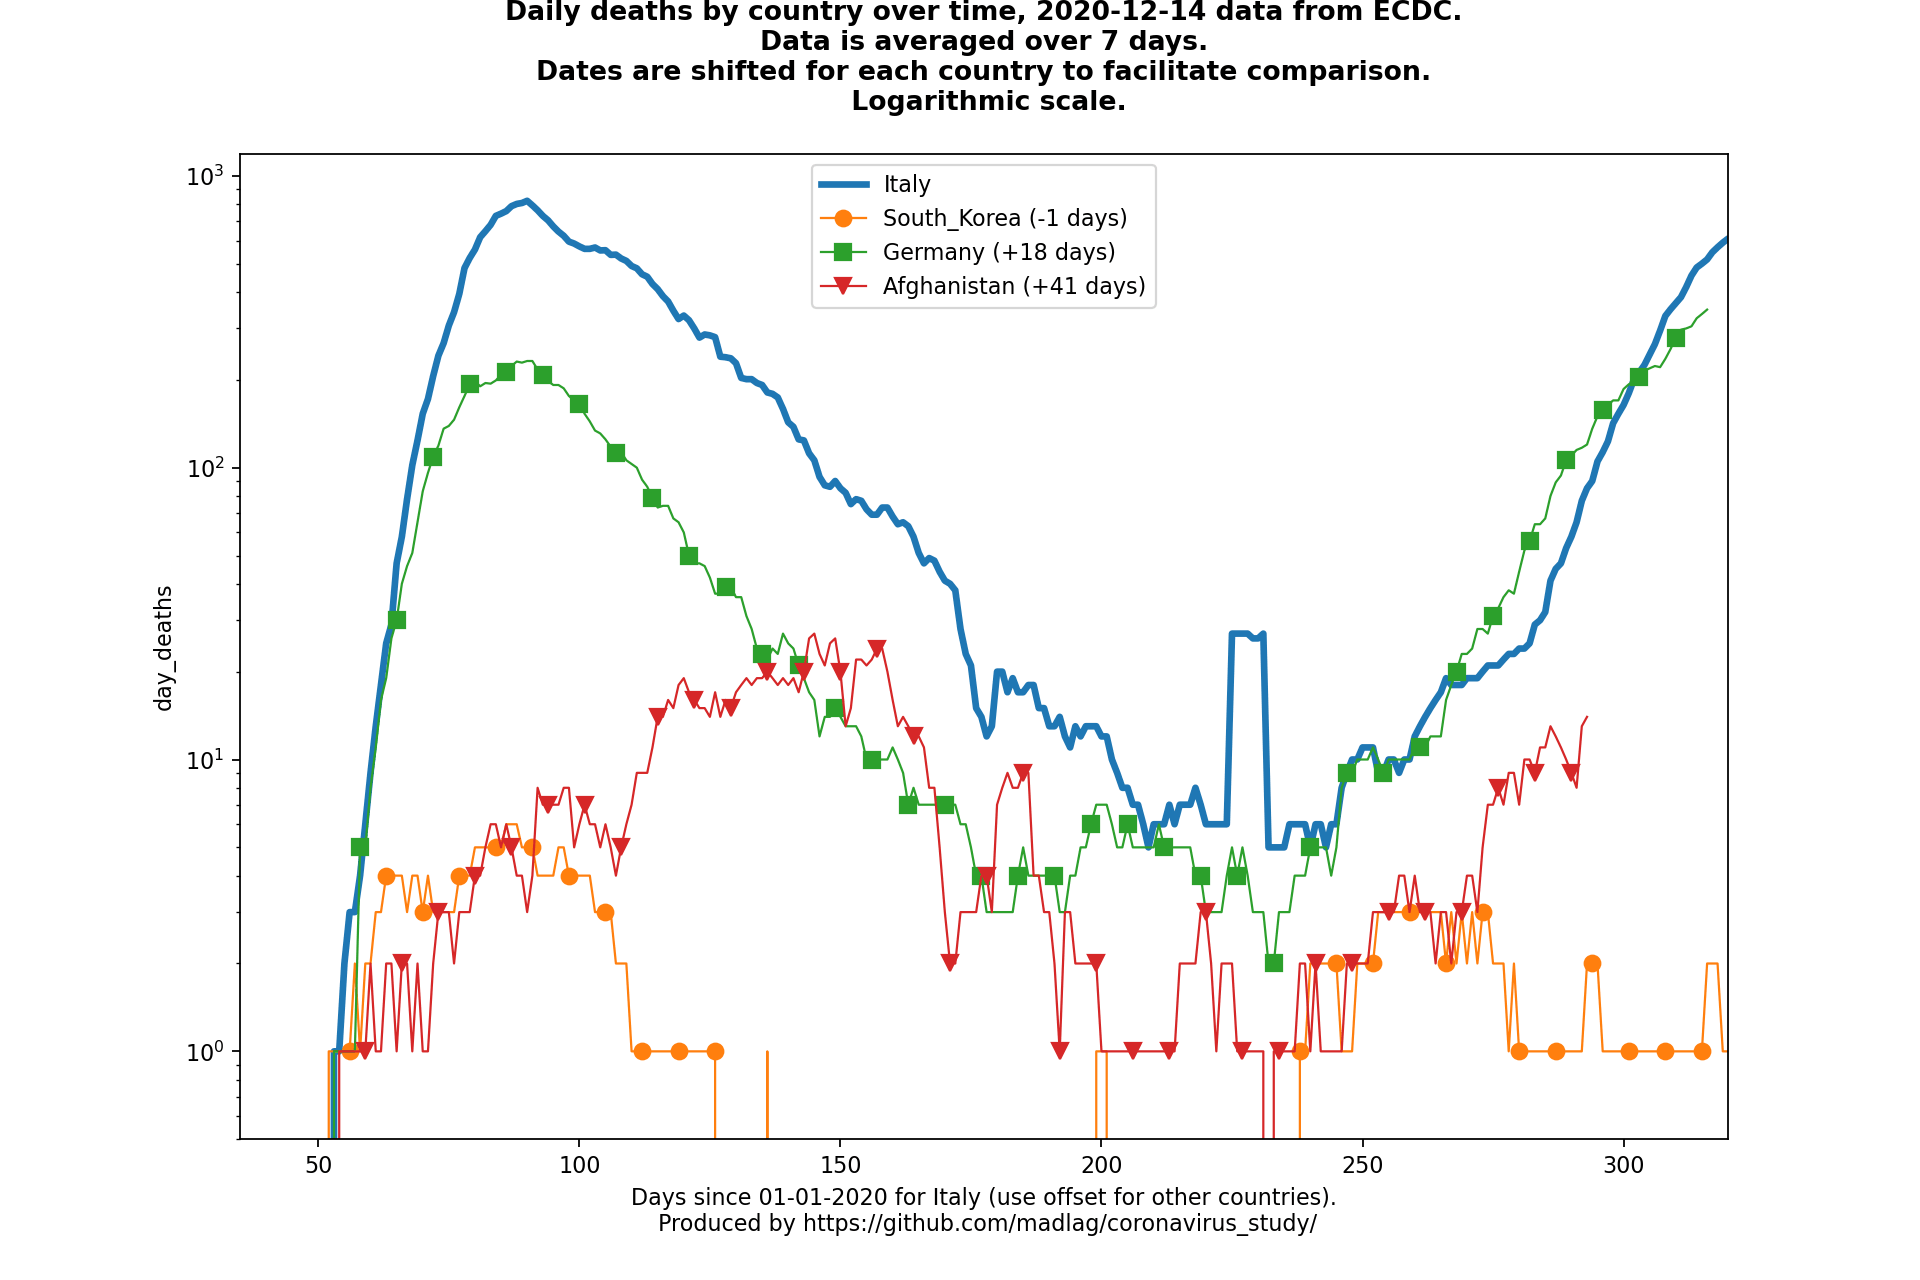 Daily deaths by country over time, 2020-12-14 data from ECDC.
Data is averaged over 7 days.
Dates are shifted for each country to facilitate comparison.
Logarithmic scale.
10³
10²
10¹
10⁰
day_deaths
Italy
South_Korea (-1 days)
Germany (+18 days)
Afghanistan (+41 days)
50 100 150 200 250 300
Days since 01-01-2020 for Italy (use offset for other countries).
Produced by https://github.com/madlag/coronavirus_study/